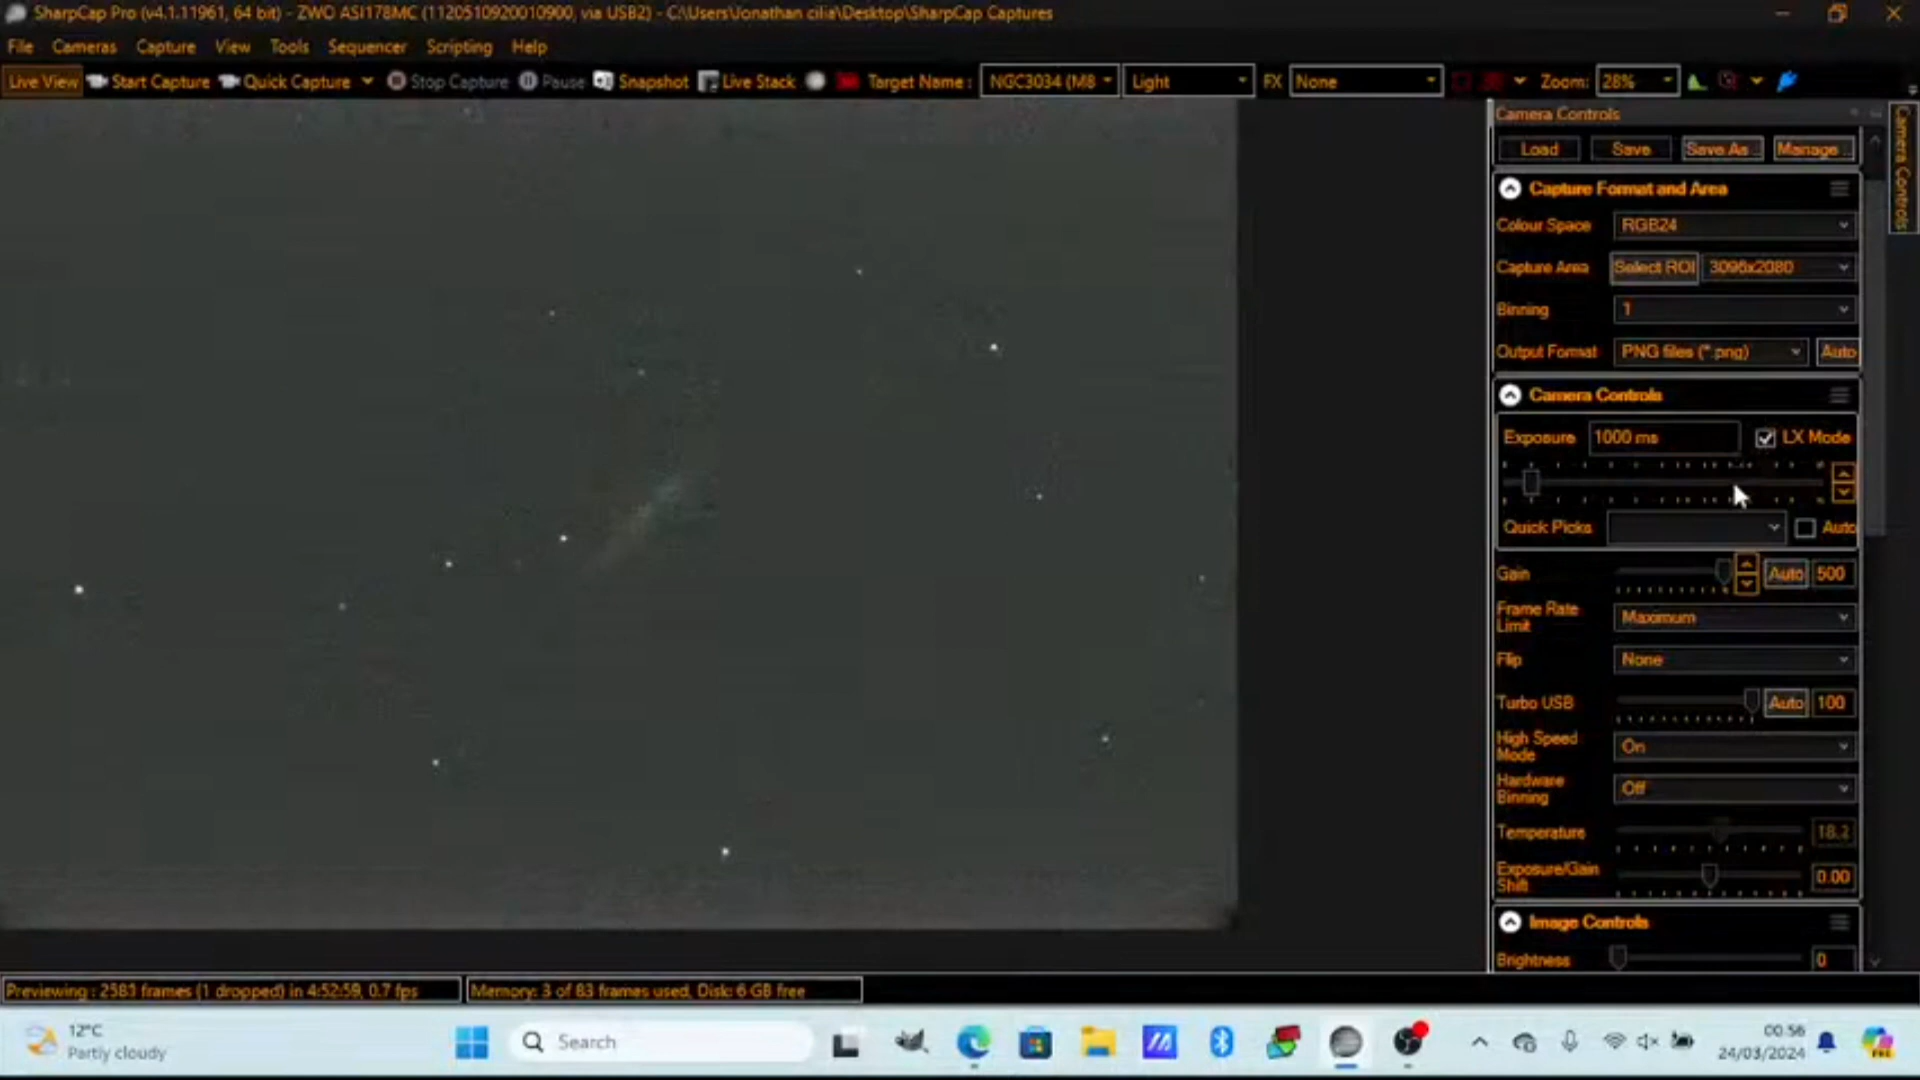 SharpCap Pro (v4.1.11961, 64 bit) - ZWO ASI178MC (1120510920010900, via USB2) - C:\Users\Jonathan cilia\Desktop\SharpCap Captures
File Cameras Capture View Tools Sequencer Scripting Help
Live View Start Capture Quick Capture Stop Capture Pause Snapshot Live Stack Target Name : NGC3034 (M8 Light FX None Zoom: 28%
Camera Controls
Camera Controls
Load Save Save As... Manage...
Capture Format and Area
Colour Space RGB24
Capture Area Select ROI 3096x2080
Binning 1
Output Format PNG files (*.png) Auto
Camera Controls
Exposure 1000 ms LX Mode
Quick Picks Auto
Gain Auto 500
Frame Rate
Limit Maximum
Flip None
Turbo USB Auto 100
High Speed
Mode On
Hardware
Binning Off
Temperature 18.2
Exposure/Gain
Shift 0.00
Image Controls
Brightness 0
Previewing : 2583 frames (1 dropped) in 4:52:59, 0.7 fps Memory: 3 of 83 frames used, Disk: 6 GB free
12°C
Partly cloudy
Search
00:56
24/03/2024
PRE